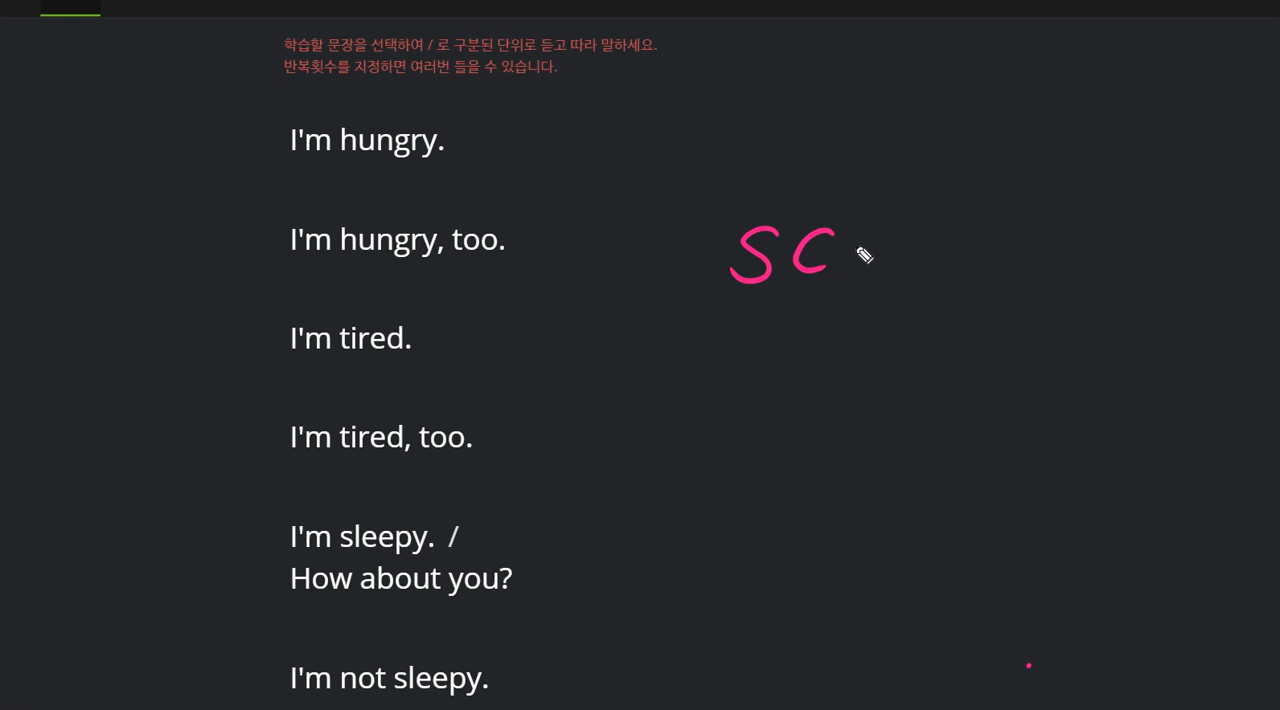 학습할 문장을 선택하여 / 로 구분된 단위로 듣고 따라 말하세요.
반복횟수를 지정하면 여러번 들을 수 있습니다.
I'm hungry.
I'm hungry, too.
SC
I'm tired.
I'm tired, too.
I'm sleepy. /
How about you?
I'm not sleepy.